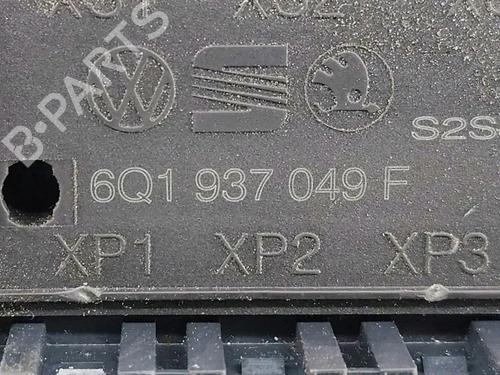 B-PARTS
S2S
6Q1 937 049 F
XP1 XP2 XP3